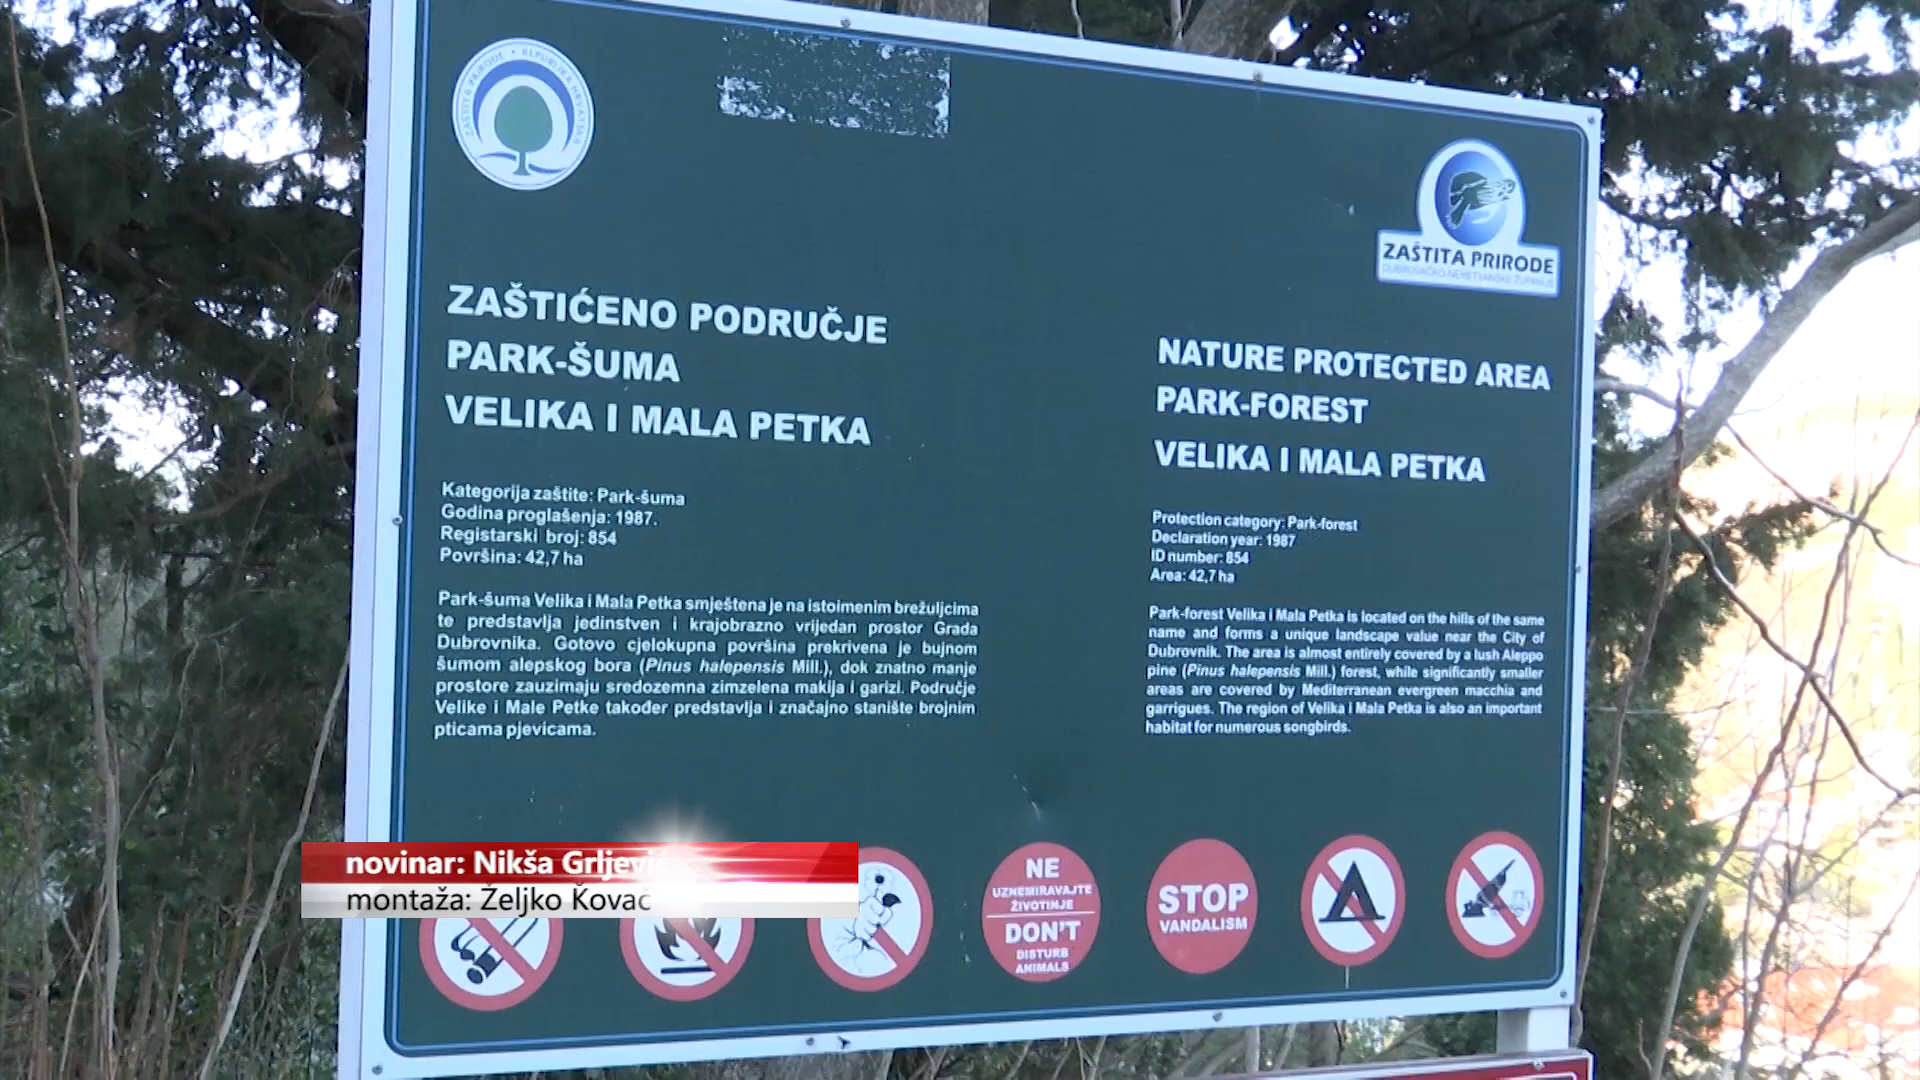 ZAŠTITA PRIRODE • REPUBLIKA HRVATSKA
ZAŠTITA PRIRODE
DUBROVAČKO-NERETVANSKE ŽUPANIJE
ZAŠTIĆENO PODRUČJE
PARK-ŠUMA
VELIKA I MALA PETKA
Kategorija zaštite: Park-šuma
Godina proglašenja: 1987.
Registarski broj: 854
Površina: 42,7 ha
Park-šuma Velika i Mala Petka smještena je na istoimenim brežuljcima
te predstavlja jedinstven i krajobrazno vrijedan prostor Grada
Dubrovnika. Gotovo cjelokupna površina prekrivena je bujnom
šumom alepskog bora (Pinus halepensis Mill.), dok znatno manje
prostore zauzimaju sredozemna zimzelena makija i garizi. Područje
Velike i Male Petke također predstavlja i značajno stanište brojnim
pticama pjevicama.
NATURE PROTECTED AREA
PARK-FOREST
VELIKA I MALA PETKA
Protection category: Park-forest
Declaration year: 1987
ID number: 854
Area: 42,7 ha
Park-forest Velika i Mala Petka is located on the hills of the same
name and forms a unique landscape value near the City of
Dubrovnik. The area is almost entirely covered by a lush Aleppo
pine (Pinus halepensis Mill.) forest, while significantly smaller
areas are covered by Mediterranean evergreen macchia and
garrigues. The region of Velika i Mala Petka is also an important
habitat for numerous songbirds.
novinar: Nikša Grljević
montaža: Željko Kovač
NE
UZNEMIRAVAJTE
ŽIVOTINJE
DON'T
DISTURB
ANIMALS
STOP
VANDALISM